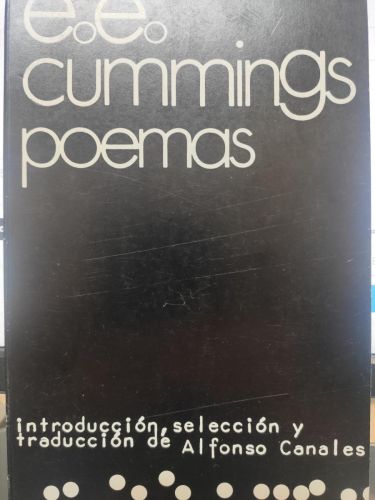 e.e.
cummings
poemas
introducción, selección y
traducción de Alfonso Canales